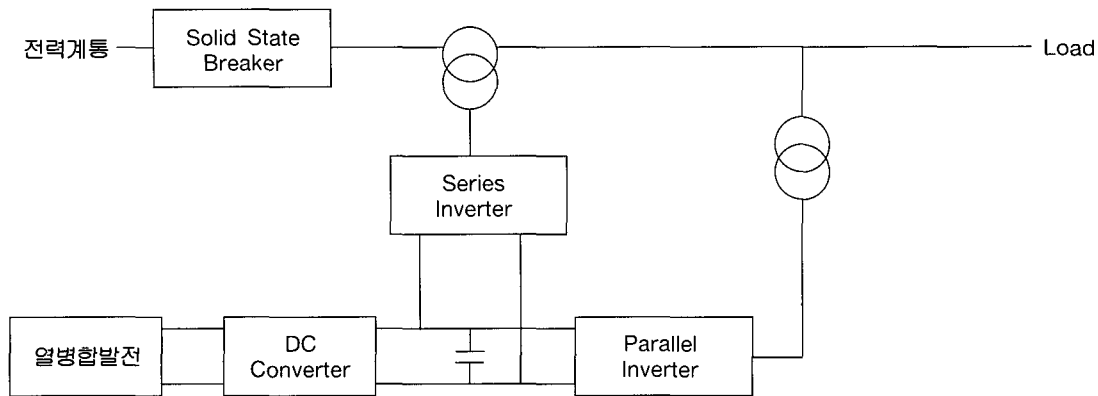 전력계통
Solid State
Breaker
Load
Series
Inverter
열병합발전
DC
Converter
Parallel
Inverter